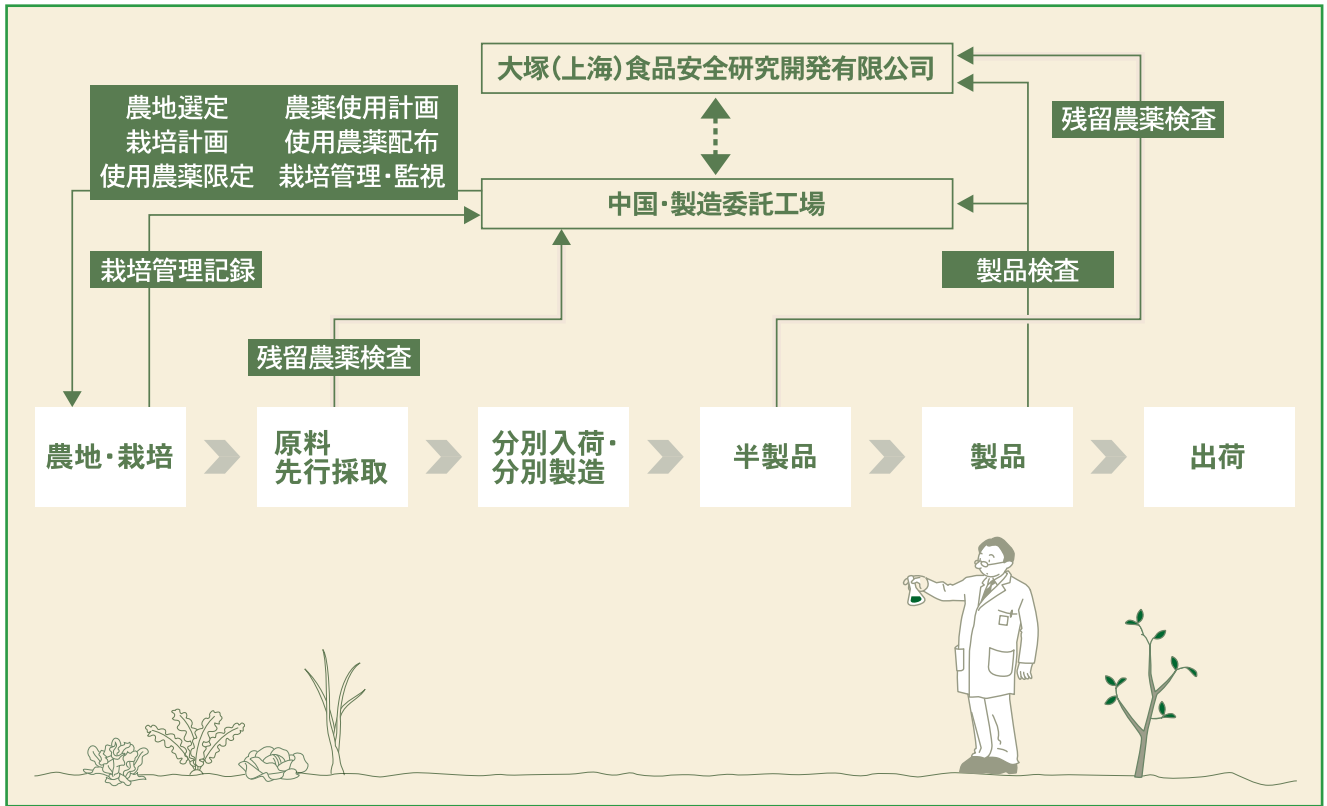 大塚（上海）食品安全研究開発有限公司
農地選定
栽培計画
使用農薬限定
農薬使用計画
使用農薬配布
栽培管理・監視
残留農薬検査
中国・製造委託工場
栽培管理記録
製品検査
残留農薬検査
農地・栽培
原料
先行採取
分別入荷・
分別製造
半製品
製品
出荷